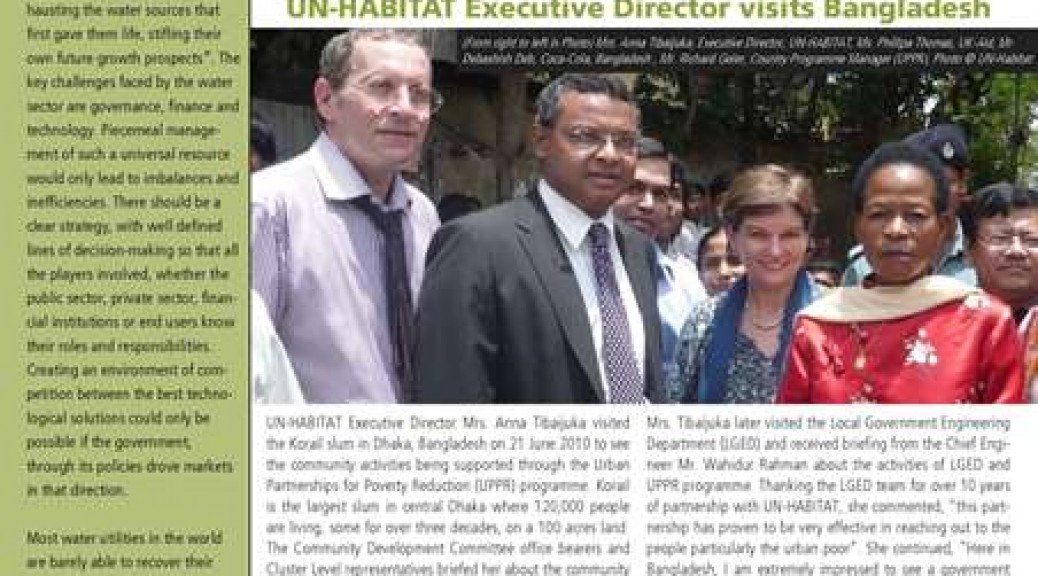 hausting the water sources that
first gave them life, stifling their
own future growth prospects". The
key challenges faced by the water
sector are governance, finance and
technology. Piecemeal manage-
ment of such a universal resource
would only lead to imbalances and
inefficiencies. There should be a
clear strategy, with well defined
lines of decision-making so that all
the players involved, whether the
public sector, private sector, finan-
cial institutions or end users know
their roles and responsibilities.
Creating an environment of com-
petition between the best techno-
logical solutions could only be
possible if the government,
through its policies drove markets
in that direction.
Most water utilities in the world
are barely able to recover their
UN-HABITAT Executive Director visits Bangladesh
(From right to left in Photo) Mrs. Anna Tibaijuka, Executive Director, UN-HABITAT, Ms. Philippa Thomas, UK-Aid, Mr.
Debashish Deb, Coca-Cola, Bangladesh, Mr. Richard Geier, Country Programme Manager (UPPR), Photo © UN-Habitat
UN-HABITAT Executive Director Mrs. Anna Tibaijuka visited
the Korail slum in Dhaka, Bangladesh on 21 June 2010 to see
the community activities being supported through the Urban
Partnerships for Poverty Reduction (UPPR) programme. Korail
is the largest slum in central Dhaka where 120,000 people
are living, some for over three decades, on a 100 acres land.
The Community Development Committee office bearers and
Cluster Level representatives briefed her about the community
Mrs. Tibaijuka later visited the Local Government Engineering
Department (LGED) and received briefing from the Chief Engi-
neer Mr. Wahidur Rahman about the activities of LGED and
UPPR programme. Thanking the LGED team for over 10 years
of partnership with UN-HABITAT, she commented, "this part-
nership has proven to be very effective in reaching out to the
people particularly the urban poor". She continued, "Here in
Bangladesh, I am extremely impressed to see a government